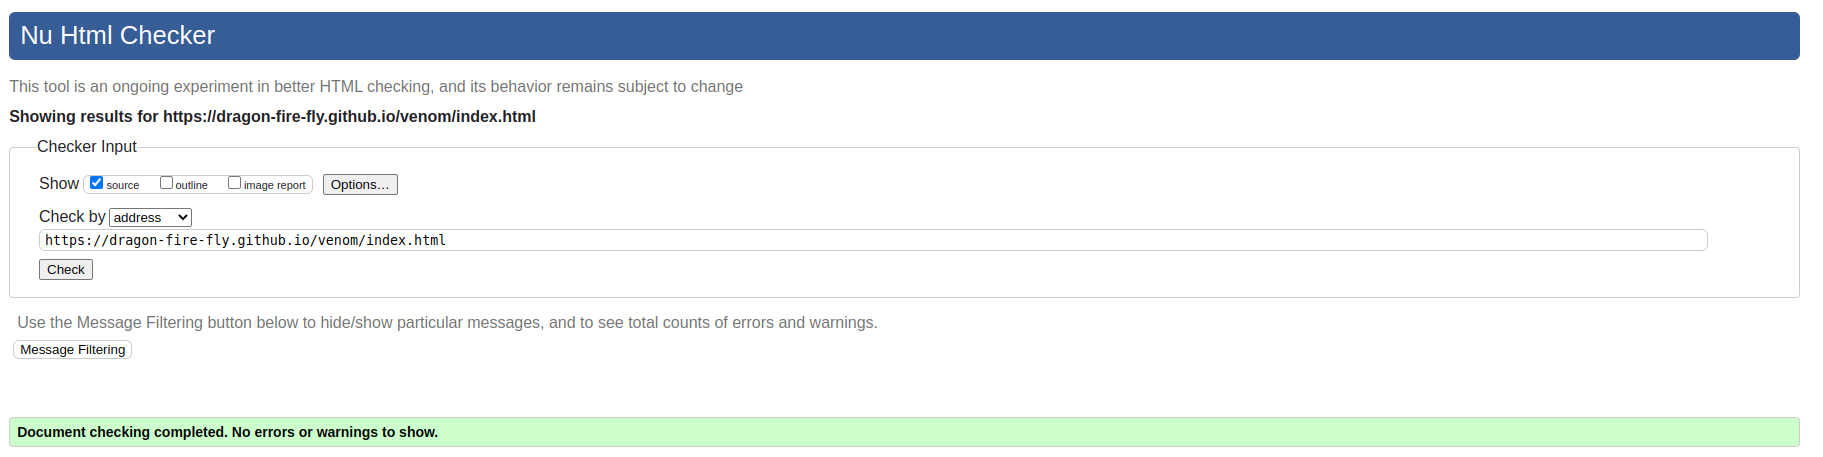 Nu Html Checker
This tool is an ongoing experiment in better HTML checking, and its behavior remains subject to change
Showing results for https://dragon-fire-fly.github.io/venom/index.html
Checker Input
Show source outline image report Options...
Check by address
https://dragon-fire-fly.github.io/venom/index.html
Check
Use the Message Filtering button below to hide/show particular messages, and to see total counts of errors and warnings.
Message Filtering
Document checking completed. No errors or warnings to show.